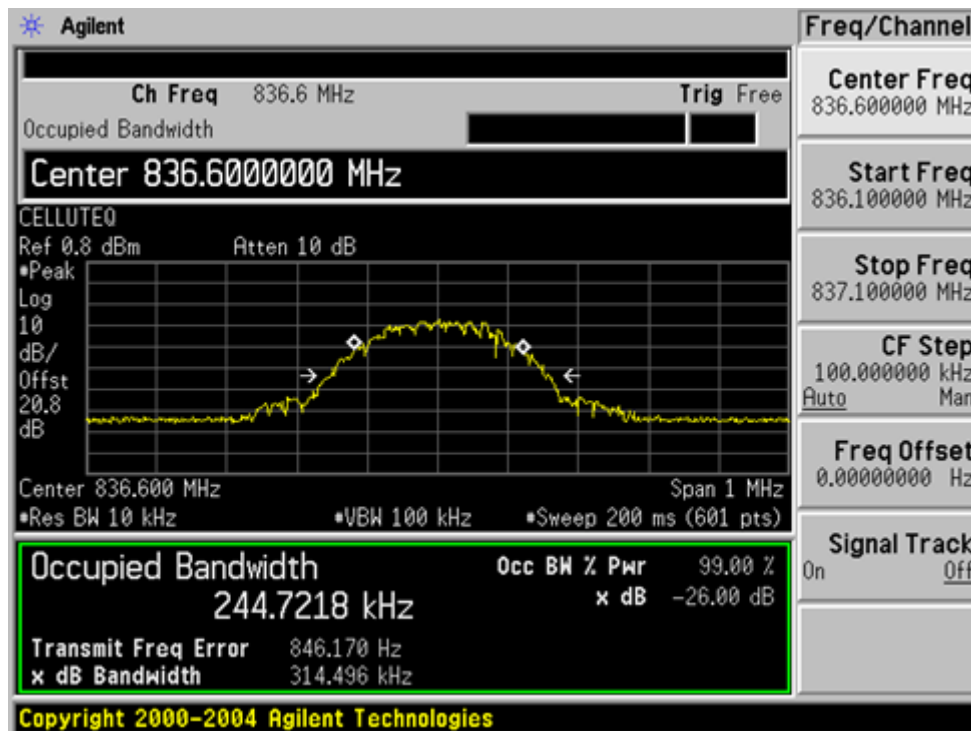 Agilent
Freq/Channel
Ch Freq 836.6 MHz Trig Free
Occupied Bandwidth
Center 836.6000000 MHz
CELLUTEQ
Ref 0.8 dBm Atten 10 dB
•Peak
Log
10
dB/
Offst
20.8
dB
Center 836.600 MHz Span 1 MHz
•Res BW 10 kHz •VBW 100 kHz •Sweep 200 ms (601 pts)
Occupied Bandwidth
244.7218 kHz
Occ BW % Pwr 99.00 %
x dB -26.00 dB
Transmit Freq Error 846.170 Hz
x dB Bandwidth 314.496 kHz
Center Freq
836.600000 MHz
Start Freq
836.100000 MHz
Stop Freq
837.100000 MHz
CF Step
100.000000 kHz
Auto Man
Freq Offset
0.00000000 Hz
Signal Track
On Off
Copyright 2000-2004 Agilent Technologies